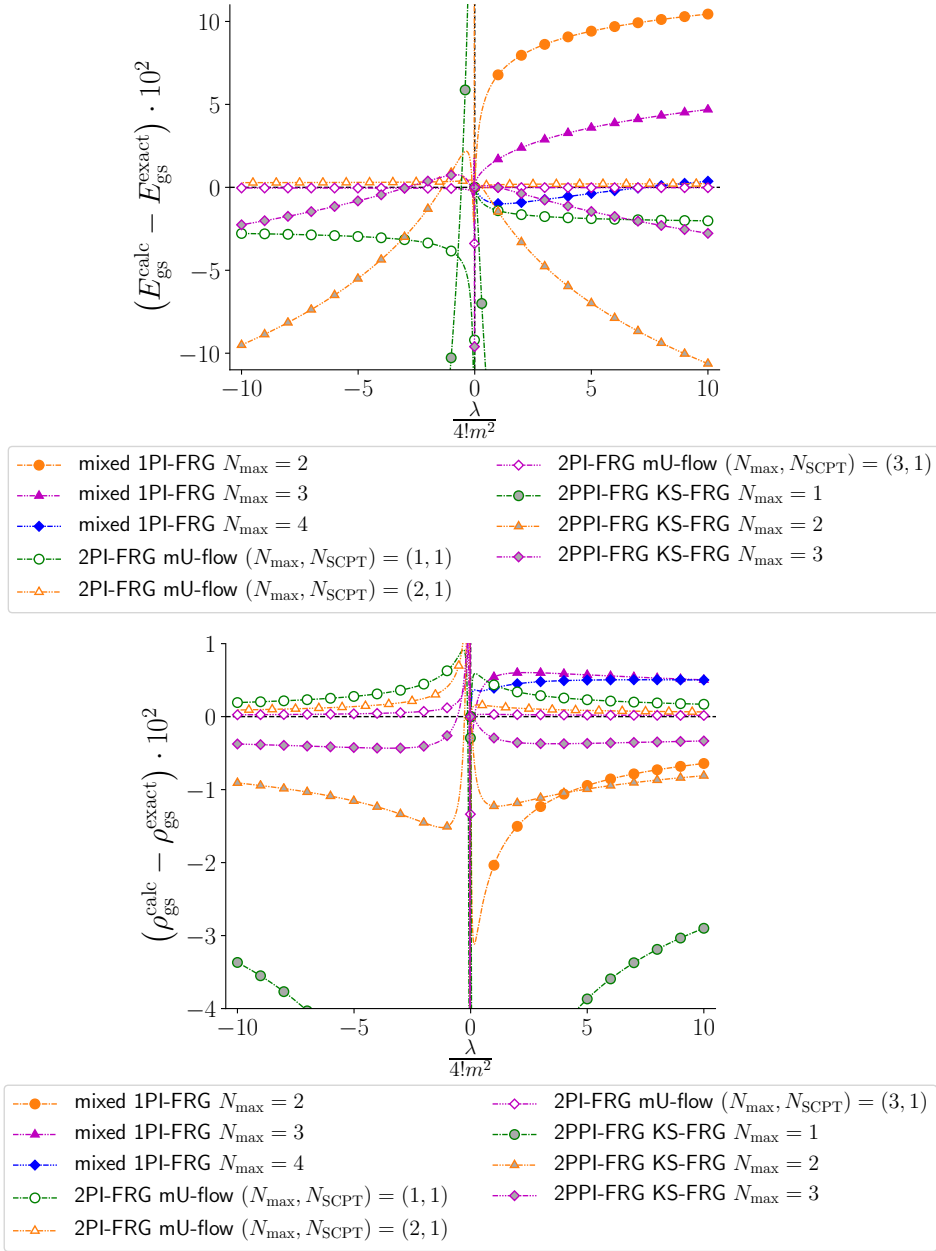 10
5
0
−5
−10
(E_gs^calc − E_gs^exact) · 10²
−10
−5
0
5
10
λ
4!m²
mixed 1PI-FRG N_max = 2
mixed 1PI-FRG N_max = 3
mixed 1PI-FRG N_max = 4
2PI-FRG mU-flow (N_max, N_SCPT) = (1, 1)
2PI-FRG mU-flow (N_max, N_SCPT) = (2, 1)
2PI-FRG mU-flow (N_max, N_SCPT) = (3, 1)
2PPI-FRG KS-FRG N_max = 1
2PPI-FRG KS-FRG N_max = 2
2PPI-FRG KS-FRG N_max = 3
1
0
−1
−2
−3
−4
(ρ_gs^calc − ρ_gs^exact) · 10²
−10
−5
0
5
10
λ
4!m²
mixed 1PI-FRG N_max = 2
mixed 1PI-FRG N_max = 3
mixed 1PI-FRG N_max = 4
2PI-FRG mU-flow (N_max, N_SCPT) = (1, 1)
2PI-FRG mU-flow (N_max, N_SCPT) = (2, 1)
2PI-FRG mU-flow (N_max, N_SCPT) = (3, 1)
2PPI-FRG KS-FRG N_max = 1
2PPI-FRG KS-FRG N_max = 2
2PPI-FRG KS-FRG N_max = 3